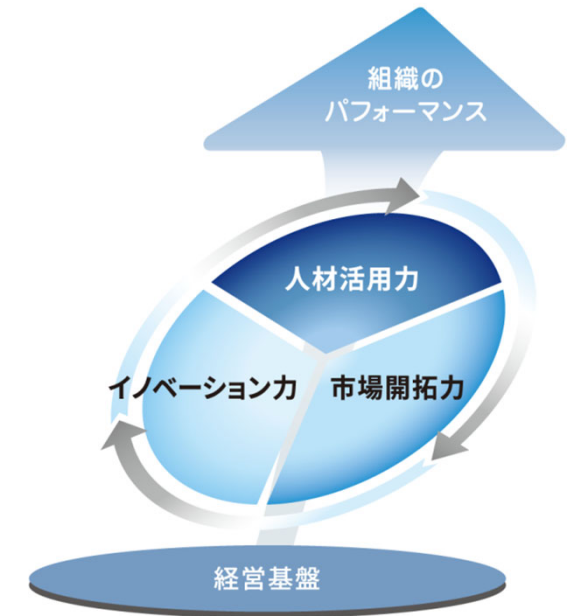 組織の
パフォーマンス
人材活用力
イノベーション力
市場開拓力
経営基盤